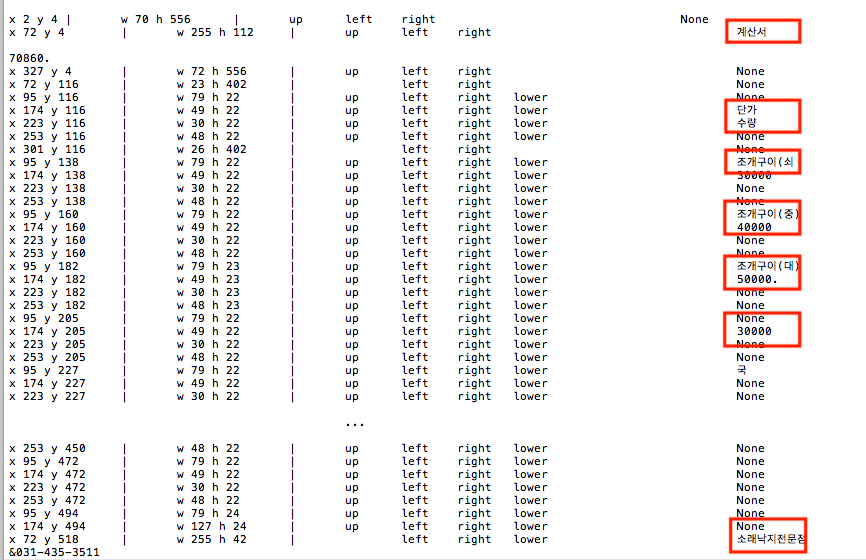 x 2 y 4 | w 70 h 556 | up left right None
x 72 y 4 | w 255 h 112 | up left right 계산서
70860.
x 327 y 4 | w 72 h 556 | up left right None
x 72 y 116 | w 23 h 402 | left right None
x 95 y 116 | w 79 h 22 | up left right lower None
x 174 y 116 | w 49 h 22 | up left right lower 단가
x 223 y 116 | w 30 h 22 | up left right lower 수량
x 253 y 116 | w 48 h 22 | up left right lower None
x 301 y 116 | w 26 h 402 | left right None
x 95 y 138 | w 79 h 22 | up left right lower 조개구이(쇠
x 174 y 138 | w 49 h 22 | up left right lower 30000
x 223 y 138 | w 30 h 22 | up left right lower None
x 253 y 138 | w 48 h 22 | up left right lower None
x 95 y 160 | w 79 h 22 | up left right lower 조개구이(중)
x 174 y 160 | w 49 h 22 | up left right lower 40000
x 223 y 160 | w 30 h 22 | up left right lower None
x 253 y 160 | w 48 h 22 | up left right lower None
x 95 y 182 | w 79 h 23 | up left right lower 조개구이(대)
x 174 y 182 | w 49 h 23 | up left right lower 50000.
x 223 y 182 | w 30 h 23 | up left right lower None
x 253 y 182 | w 48 h 23 | up left right lower None
x 95 y 205 | w 79 h 22 | up left right lower None
x 174 y 205 | w 49 h 22 | up left right lower 30000
x 223 y 205 | w 30 h 22 | up left right lower None
x 253 y 205 | w 48 h 22 | up left right lower None
x 95 y 227 | w 79 h 22 | up left right lower 국
x 174 y 227 | w 49 h 22 | up left right lower None
x 223 y 227 | w 30 h 22 | up left right lower None
...
x 253 y 450 | w 48 h 22 | up left right lower None
x 95 y 472 | w 79 h 22 | up left right lower None
x 174 y 472 | w 49 h 22 | up left right lower None
x 223 y 472 | w 30 h 22 | up left right lower None
x 253 y 472 | w 48 h 22 | up left right lower None
x 95 y 494 | w 79 h 24 | up left right lower None
x 174 y 494 | w 127 h 24 | up left right lower None
x 72 y 518 | w 255 h 42 | up left right lower 소래낙지전문점
&031-435-3511